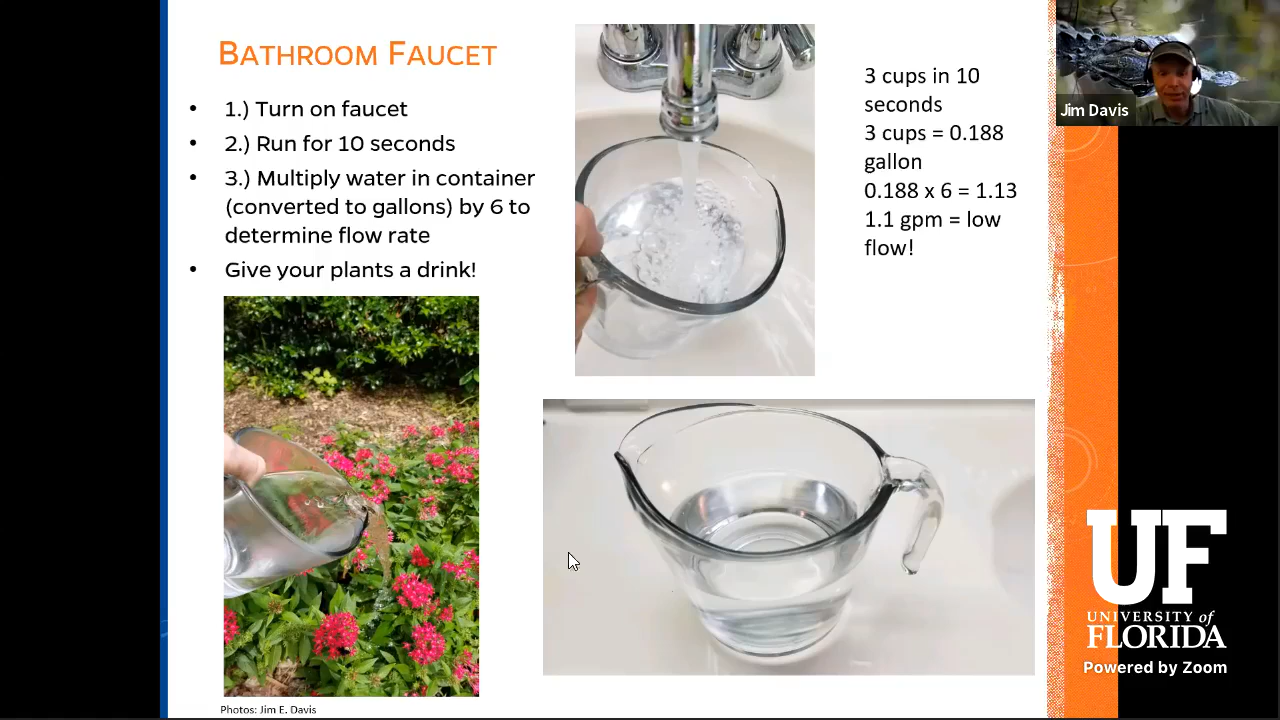 BATHROOM FAUCET
• 1.) Turn on faucet
• 2.) Run for 10 seconds
• 3.) Multiply water in container
(converted to gallons) by 6 to
determine flow rate
• Give your plants a drink!
3 cups in 10
seconds
3 cups = 0.188
gallon
0.188 x 6 = 1.13
1.1 gpm = low
flow!
Jim Davis
Photos: Jim E. Davis
UF
UNIVERSITY of
FLORIDA
Powered by Zoom